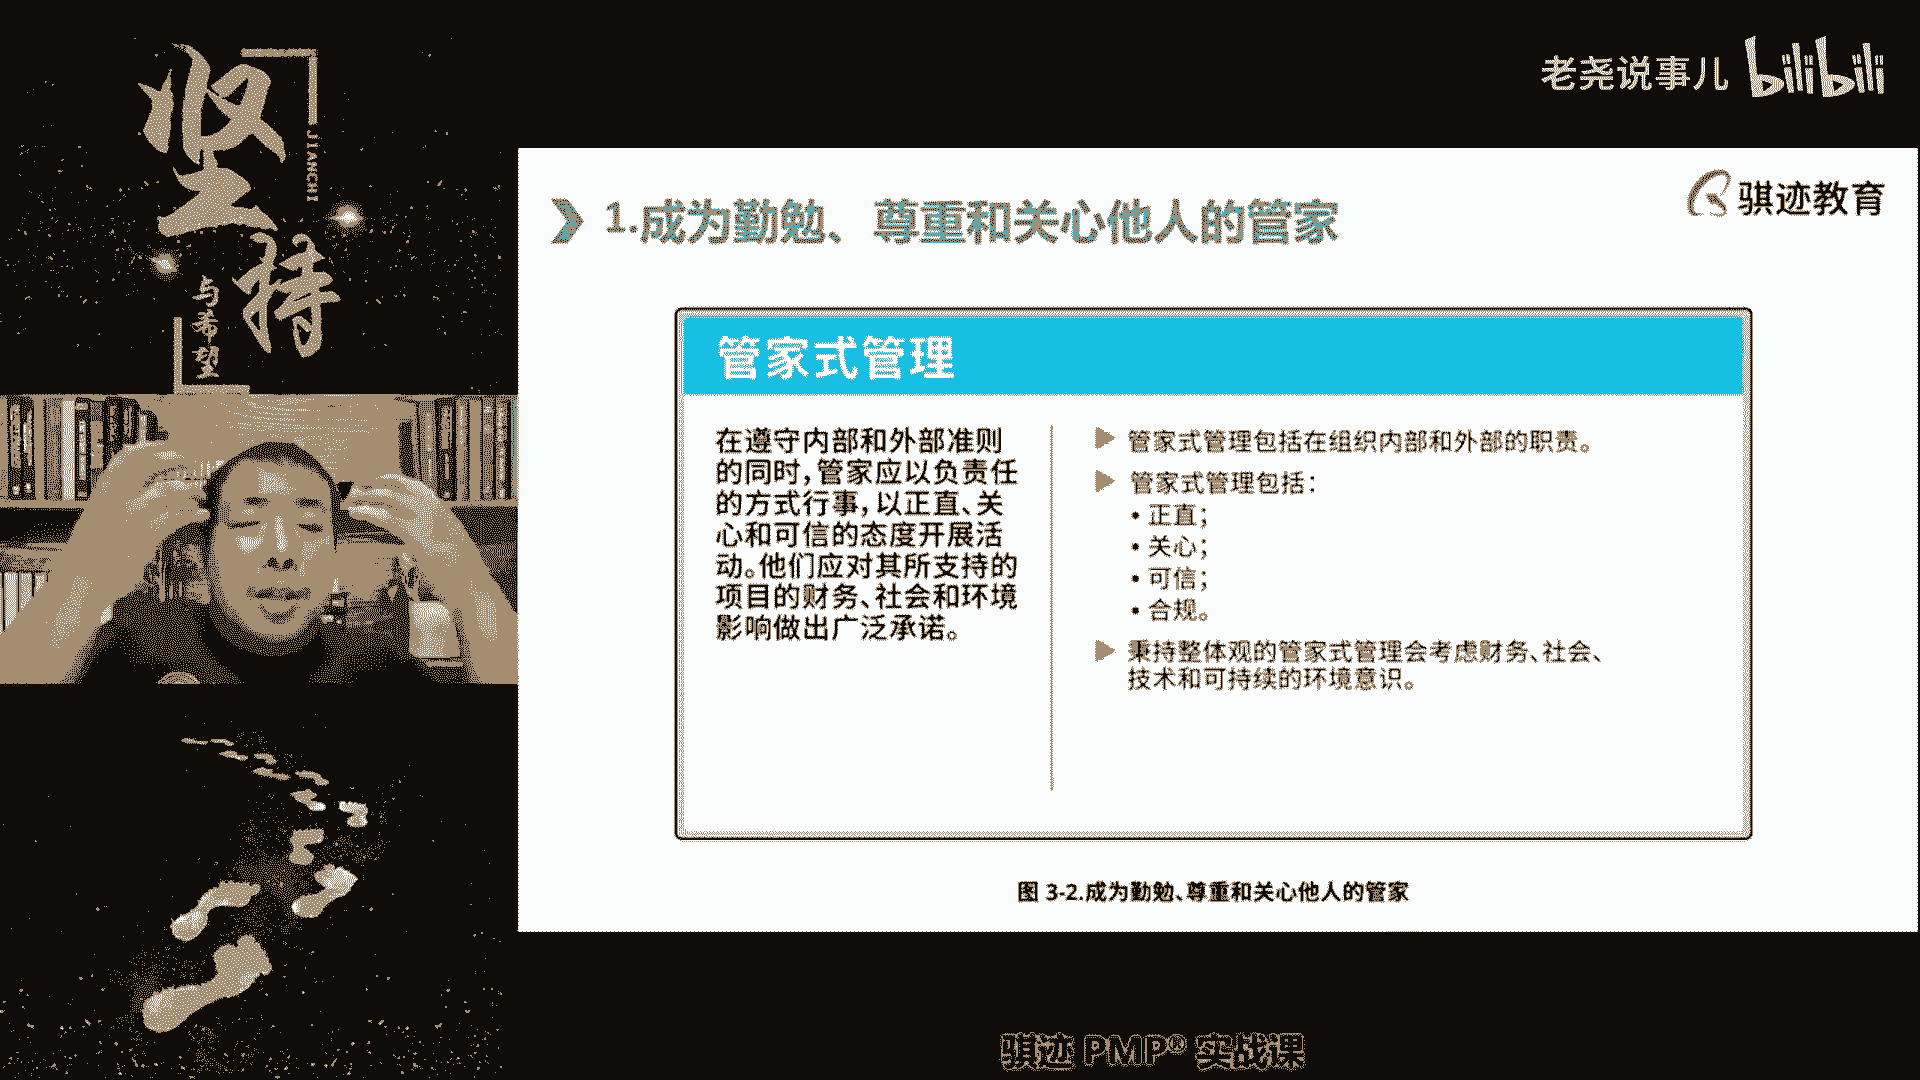 坚
JIANCHI
持
与希望
老尧说事儿 bilibili
骐迹教育
1.成为勤勉、尊重和关心他人的管家
管家式管理
在遵守内部和外部准则
的同时,管家应以负责任
的方式行事,以正直、关
心和可信的态度开展活
动。他们应对其所支持的
项目的财务、社会和环境
影响做出广泛承诺。
管家式管理包括在组织内部和外部的职责。
管家式管理包括:
• 正直;
• 关心;
• 可信;
• 合规。
秉持整体观的管家式管理会考虑财务、社会、
技术和可持续的环境意识。
图 3-2.成为勤勉、尊重和关心他人的管家
骐迹 PMP® 实战课